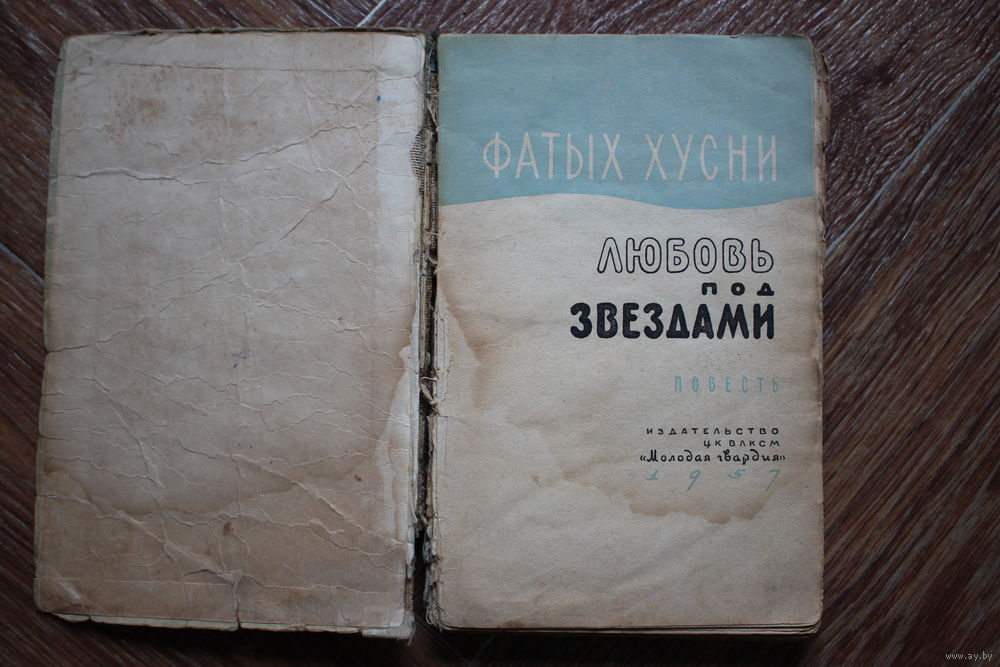 ФАТЫХ ХУСНИ
ЛЮБОВЬ
ПОД
ЗВЕЗДАМИ
ПОВЕСТЬ
ИЗДАТЕЛЬСТВО
ЦК ВЛКСМ
«Молодая гвардия»
1957
www.ay.by